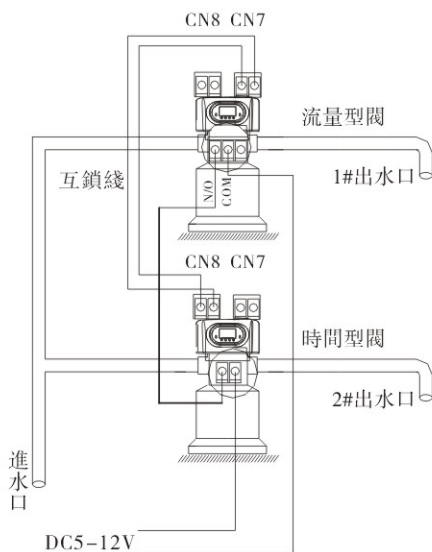 CN8 CN7
流量型閥
1#出水口
互鎖綫
N/O
COM
CN8 CN7
時間型閥
2#出水口
進水口
DC5-12V